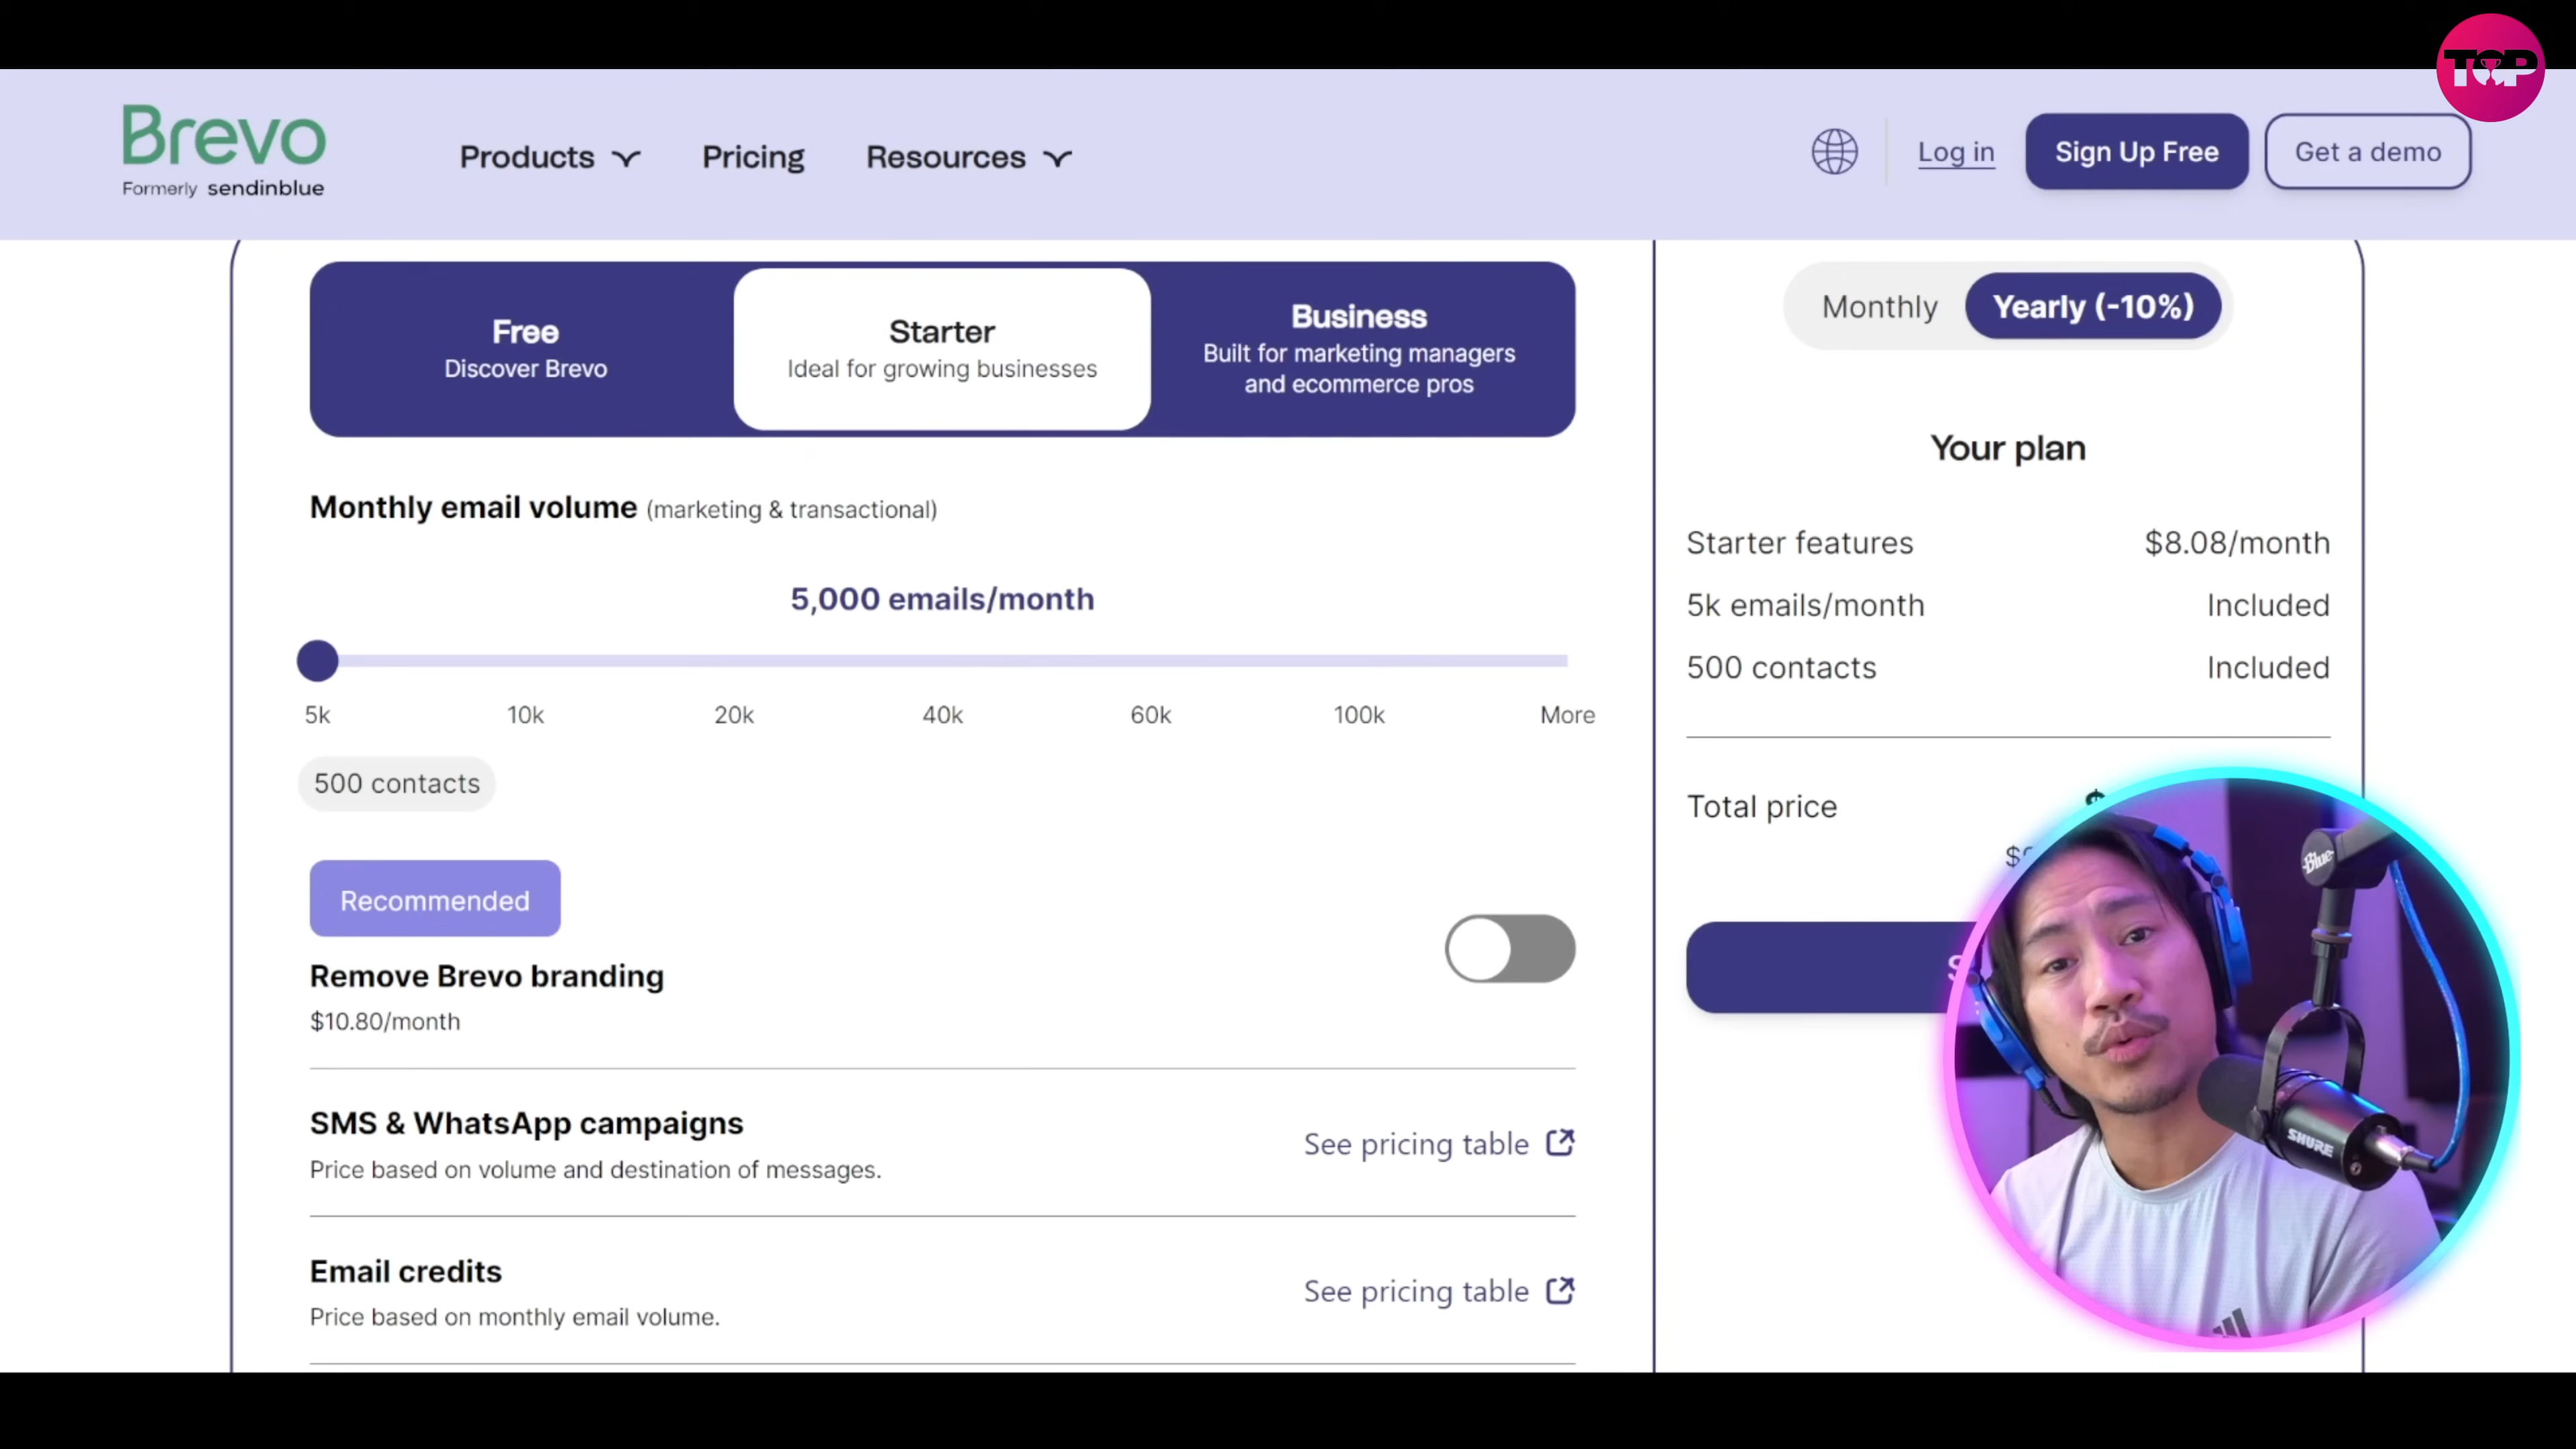 TOP
Brevo
Formerly sendinblue
Products
Pricing
Resources
Log in
Sign Up Free
Get a demo
Free
Discover Brevo
Starter
Ideal for growing businesses
Business
Built for marketing managers
and ecommerce pros
Monthly email volume (marketing & transactional)
5,000 emails/month
5k 10k 20k 40k 60k 100k More
500 contacts
Recommended
Remove Brevo branding
$10.80/month
SMS & WhatsApp campaigns
Price based on volume and destination of messages.
See pricing table
Email credits
Price based on monthly email volume.
See pricing table
Monthly
Yearly (-10%)
Your plan
Starter features $8.08/month
5k emails/month Included
500 contacts Included
Total price
Blue
SHURE